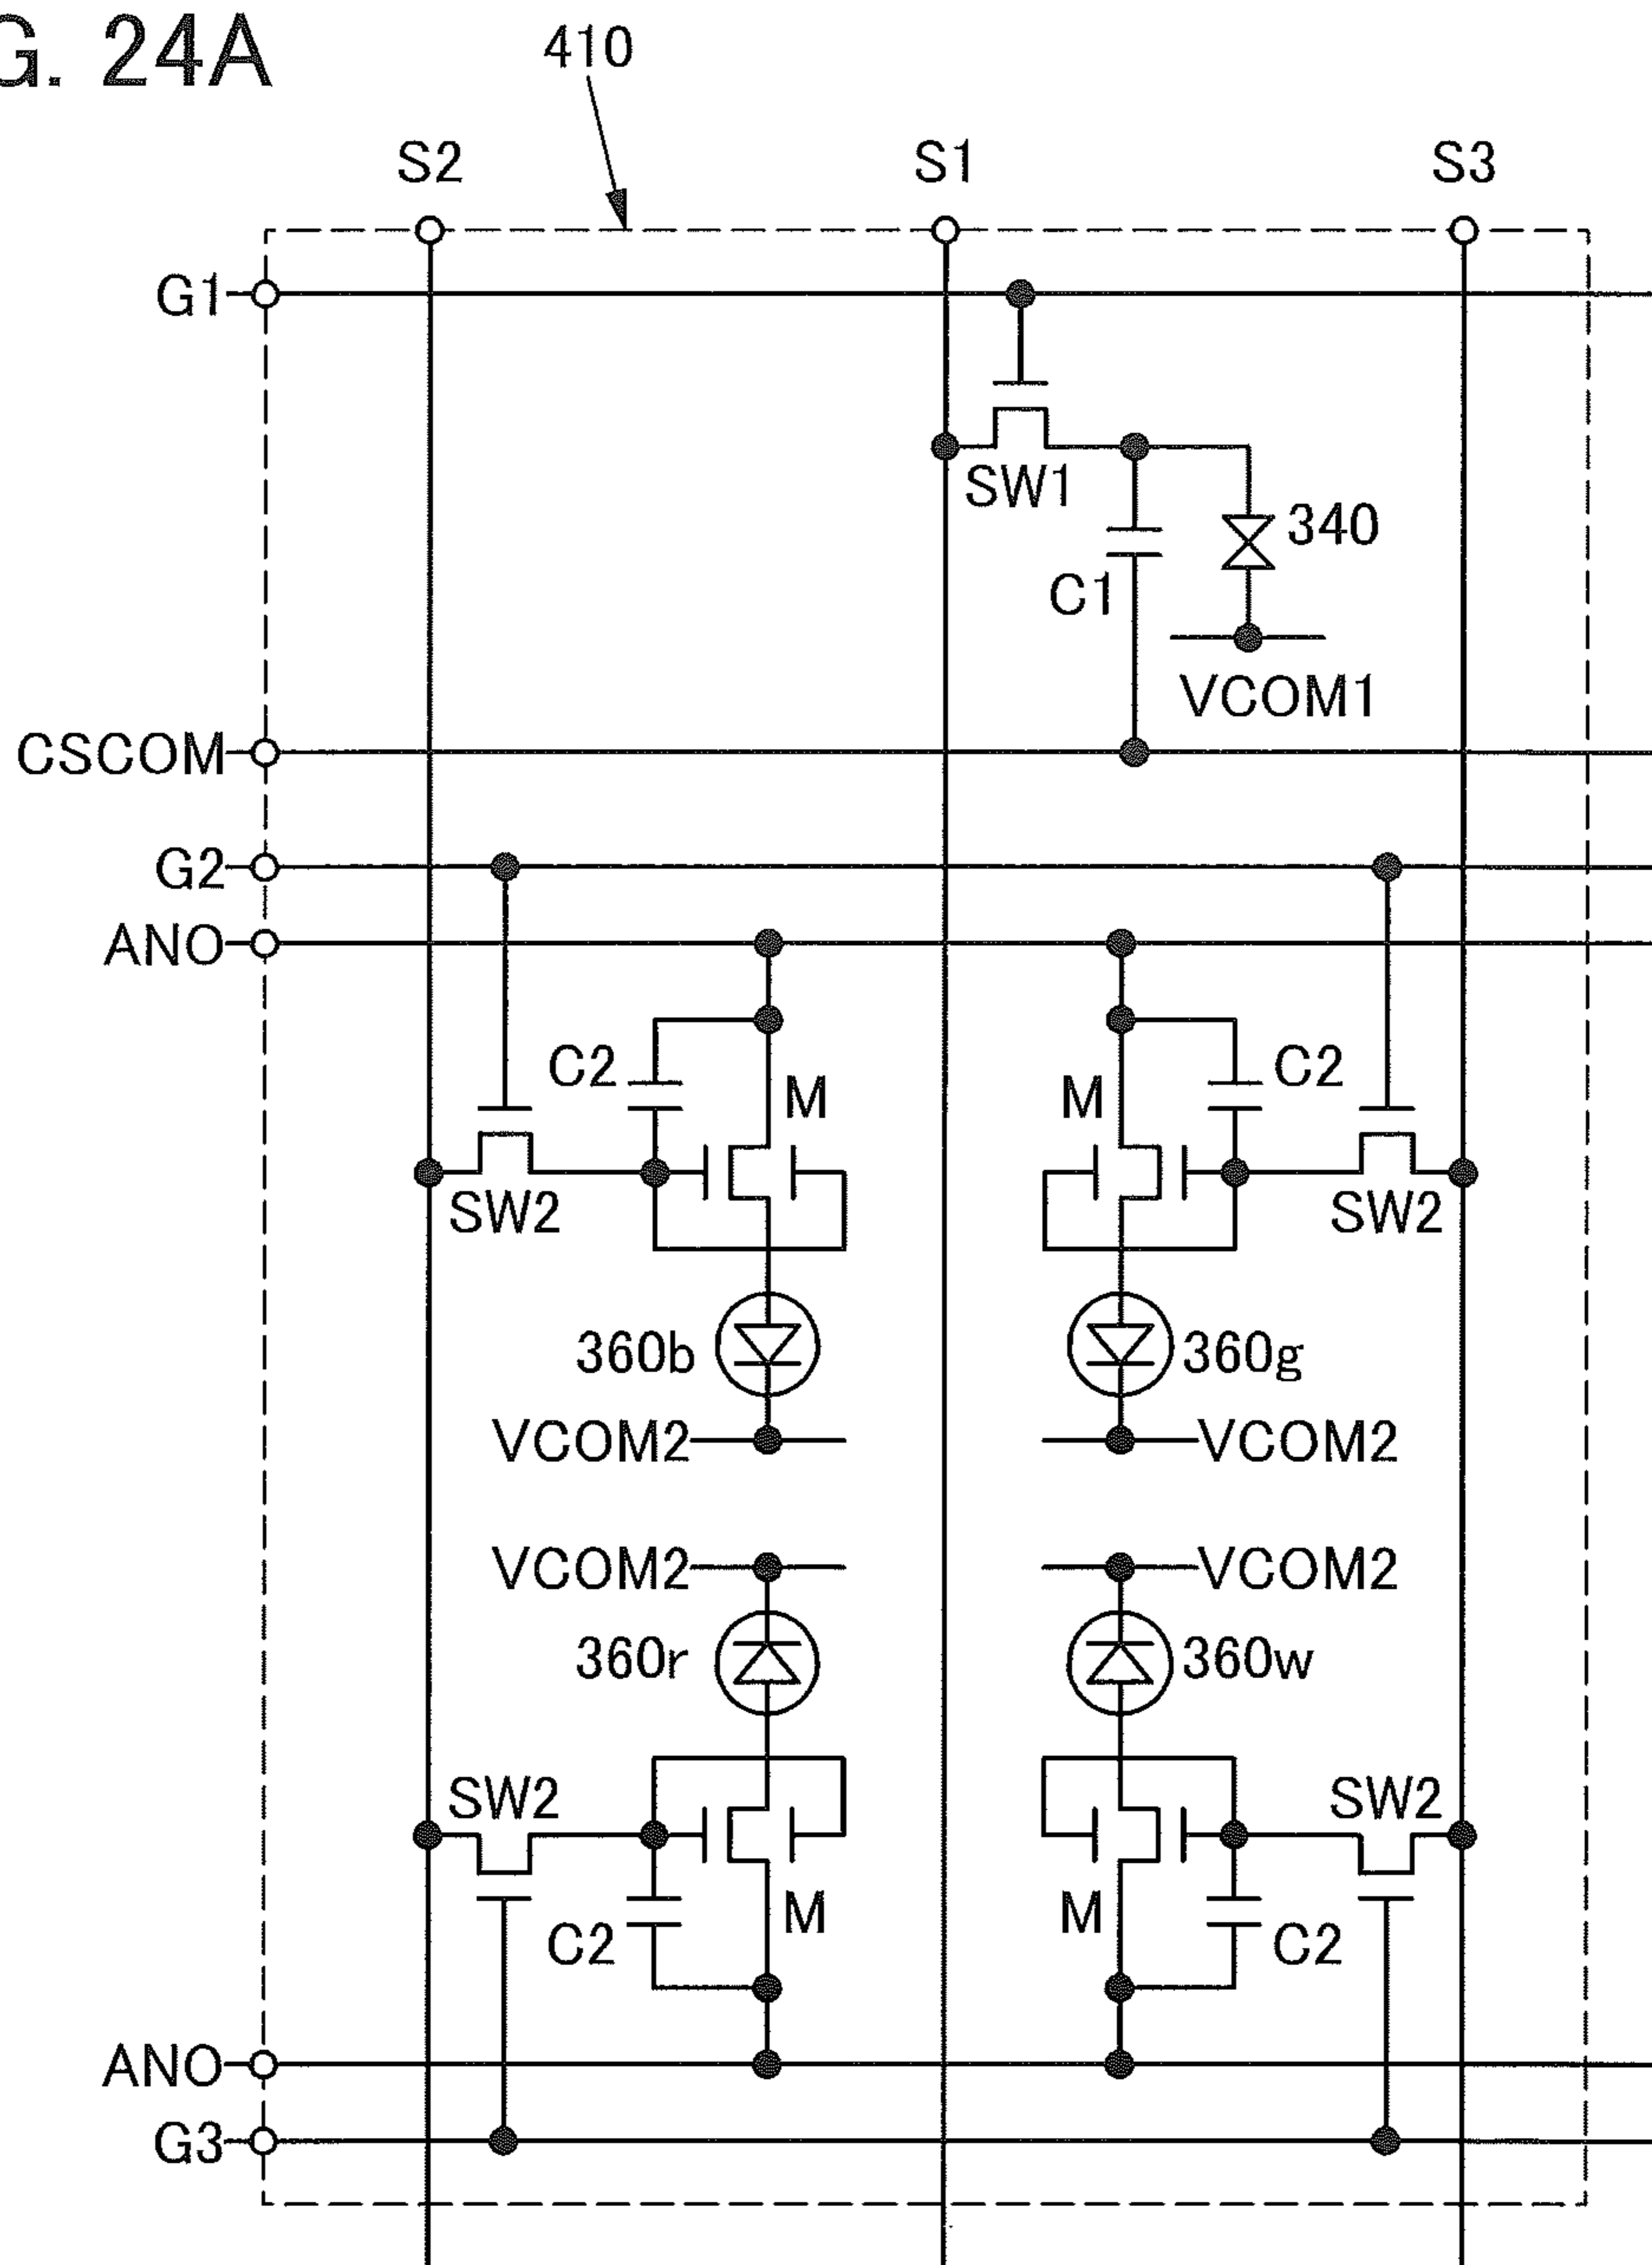 G. 24A
410
S2 S1 S3
G1
SW1
340
C1
VCOM1
CSCOM
G2
ANO
C2 M M C2
SW2 SW2
360b 360g
VCOM2 VCOM2
VCOM2 VCOM2
360r 360w
SW2 SW2
C2 M M C2
ANO
G3